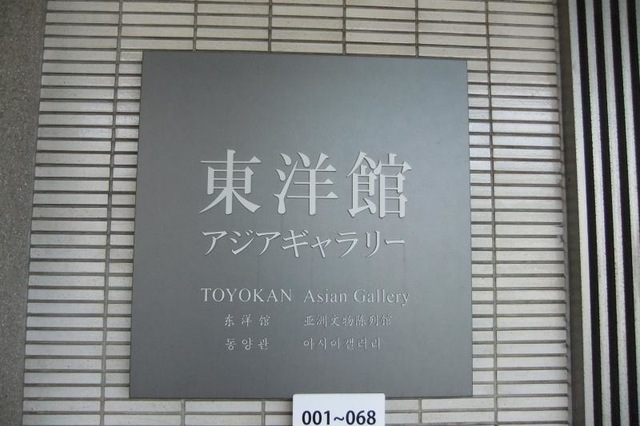 東洋館
アジアギャラリー
TOYOKAN Asian Gallery
东洋馆 亚洲文物陈列馆
동양관 아시아갤러리
001~068